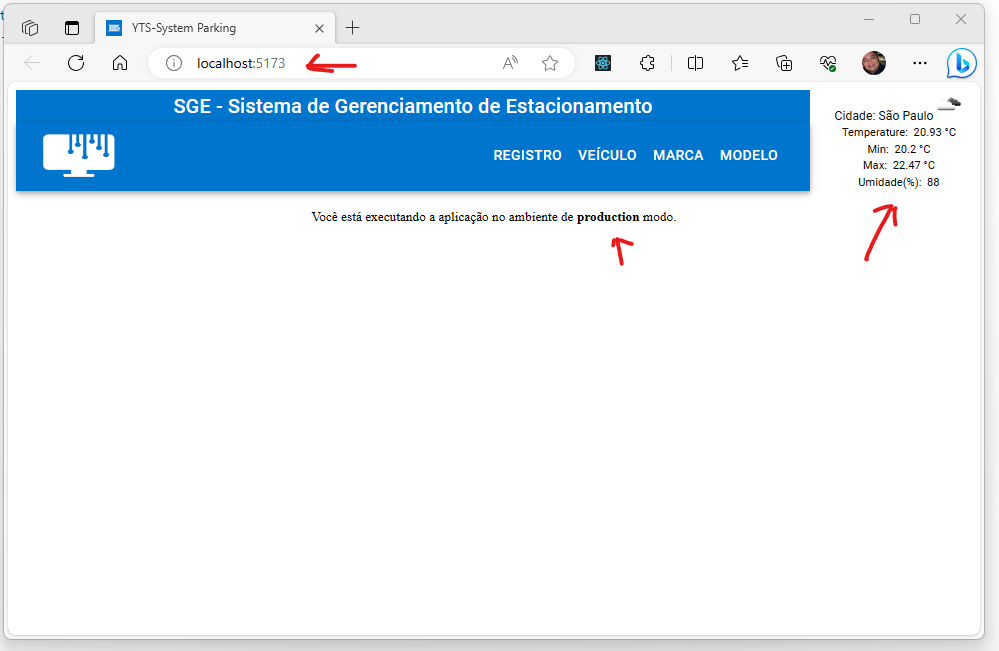 YTS-System Parking
localhost:5173
SGE - Sistema de Gerenciamento de Estacionamento
REGISTRO VEÍCULO MARCA MODELO
Cidade: São Paulo
Temperature: 20.93 °C
Min: 20.2 °C
Max: 22.47 °C
Umidade(%): 88
Você está executando a aplicação no ambiente de production modo.